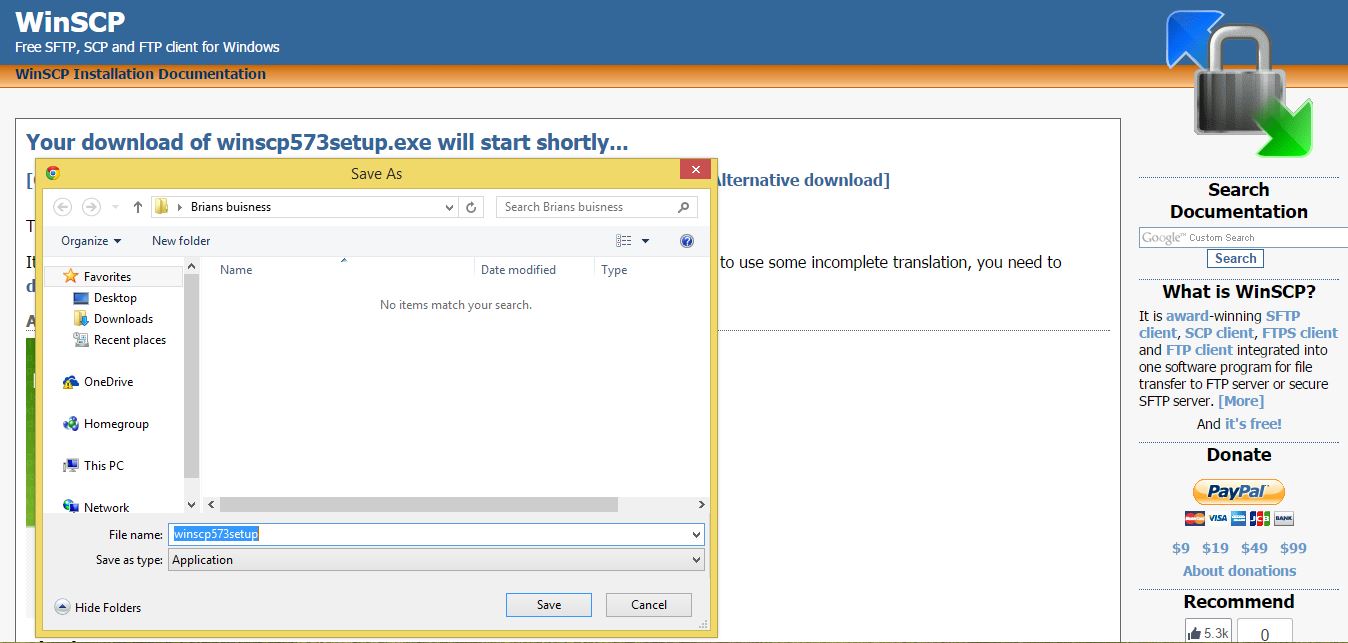 WinSCP
Free SFTP, SCP and FTP client for Windows
WinSCP Installation Documentation
Your download of winscp573setup.exe will start shortly...
Alternative download]
to use some incomplete translation, you need to
Save As
Brians buisness
Search Brians buisness
Organize
New folder
Favorites
Desktop
Downloads
Recent places
OneDrive
Homegroup
This PC
Network
Name
Date modified
Type
No items match your search.
File name:
winscp573setup
Save as type:
Application
Hide Folders
Save
Cancel
Search
Documentation
Google™ Custom Search
Search
What is WinSCP?
It is award-winning SFTP
client, SCP client, FTPS client
and FTP client integrated into
one software program for file
transfer to FTP server or secure
SFTP server. [More]
And it's free!
Donate
PayPal
VISA
JCB
BANK
$9 $19 $49 $99
About donations
Recommend
5.3k
0